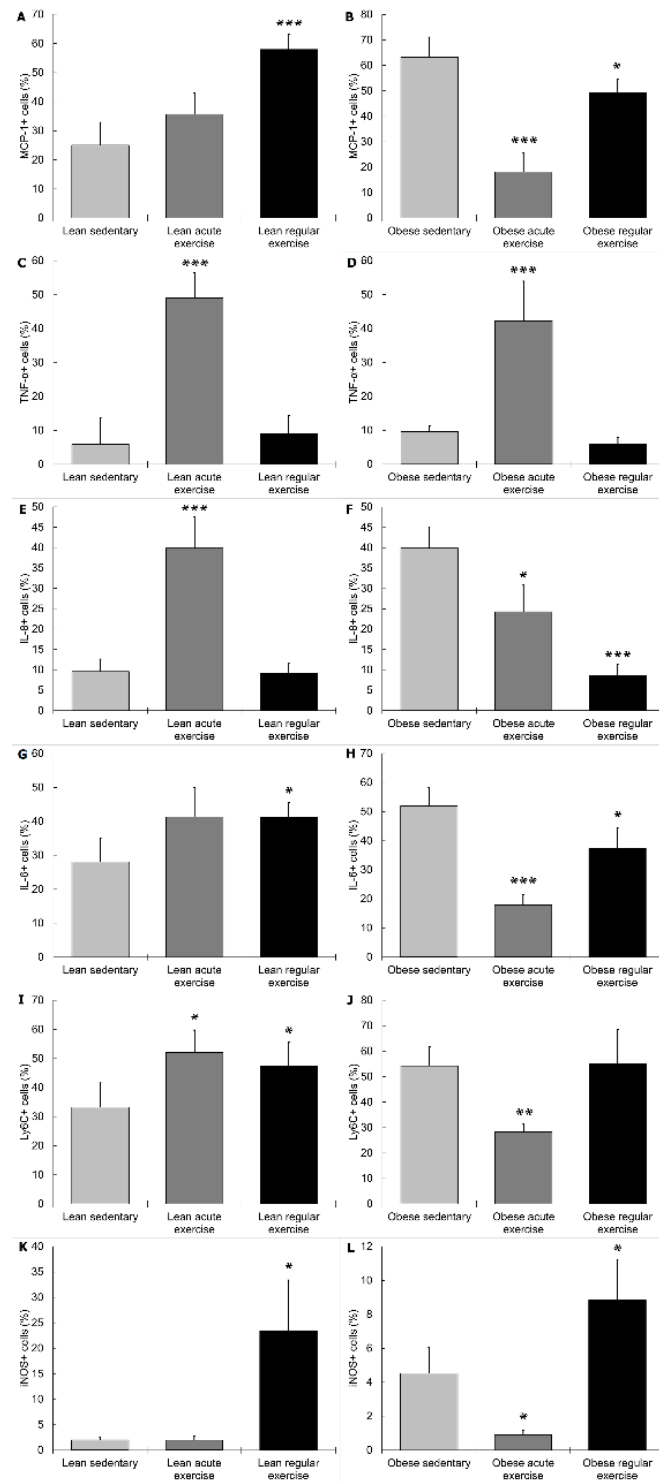 A
MCP-1+ cells (%)
70
60
50
40
30
20
10
0
***
Lean sedentary
Lean acute exercise
Lean regular exercise
B
MCP-1+ cells (%)
80
70
60
50
40
30
20
10
0
***
*
Obese sedentary
Obese acute exercise
Obese regular exercise
C
TNF-α+ cells (%)
60
50
40
30
20
10
0
***
Lean sedentary
Lean acute exercise
Lean regular exercise
D
TNF-α+ cells (%)
60
50
40
30
20
10
0
***
Obese sedentary
Obese acute exercise
Obese regular exercise
E
IL-8+ cells (%)
50
45
40
35
30
25
20
15
10
5
0
***
Lean sedentary
Lean acute exercise
Lean regular exercise
F
IL-8+ cells (%)
50
45
40
35
30
25
20
15
10
5
0
*
***
Obese sedentary
Obese acute exercise
Obese regular exercise
G
IL-6+ cells (%)
60
50
40
30
20
10
0
*
Lean sedentary
Lean acute exercise
Lean regular exercise
H
IL-6+ cells (%)
70
60
50
40
30
20
10
0
***
*
Obese sedentary
Obese acute exercise
Obese regular exercise
I
Ly6C+ cells (%)
70
60
50
40
30
20
10
0
*
*
Lean sedentary
Lean acute exercise
Lean regular exercise
J
Ly6C+ cells (%)
80
70
60
50
40
30
20
10
0
**
Obese sedentary
Obese acute exercise
Obese regular exercise
K
iNOS+ cells (%)
40
35
30
25
20
15
10
5
0
*
Lean sedentary
Lean acute exercise
Lean regular exercise
L
iNOS+ cells (%)
12
10
8
6
4
2
0
*
*
Obese sedentary
Obese acute exercise
Obese regular exercise